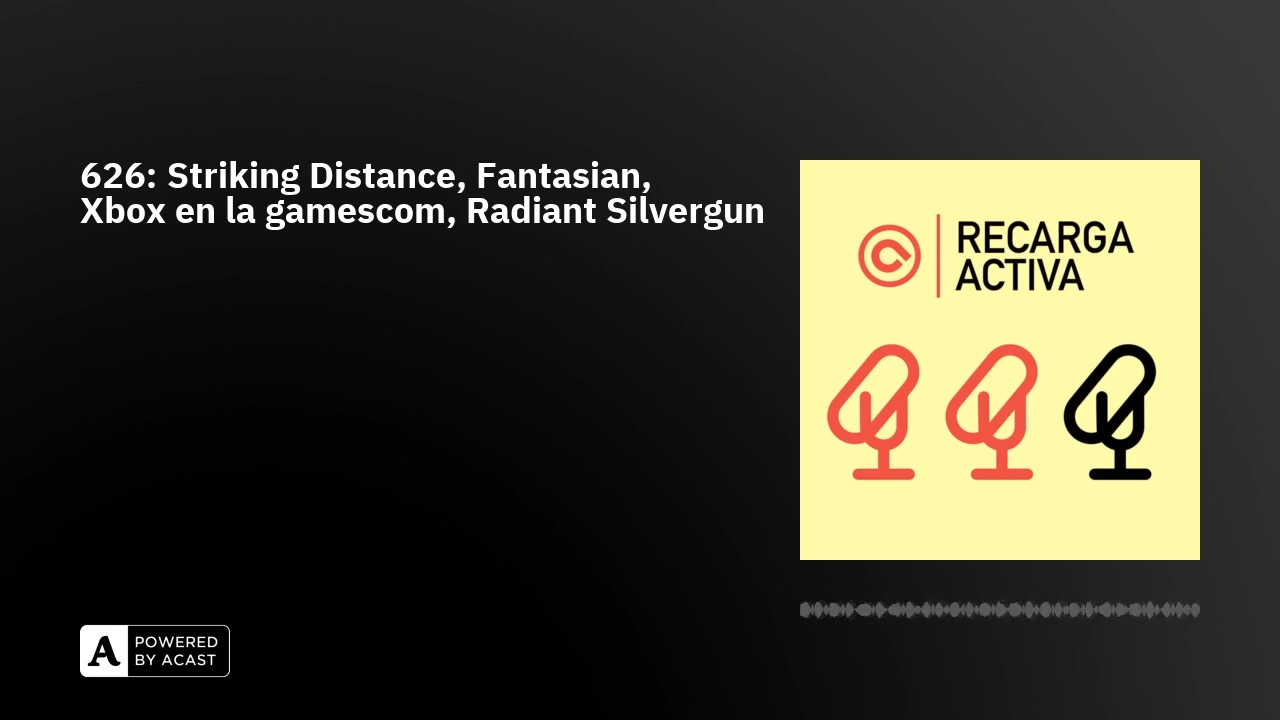 626: Striking Distance, Fantasian,
Xbox en la gamescom, Radiant Silvergun
RECARGA
ACTIVA
A POWERED
BY ACAST